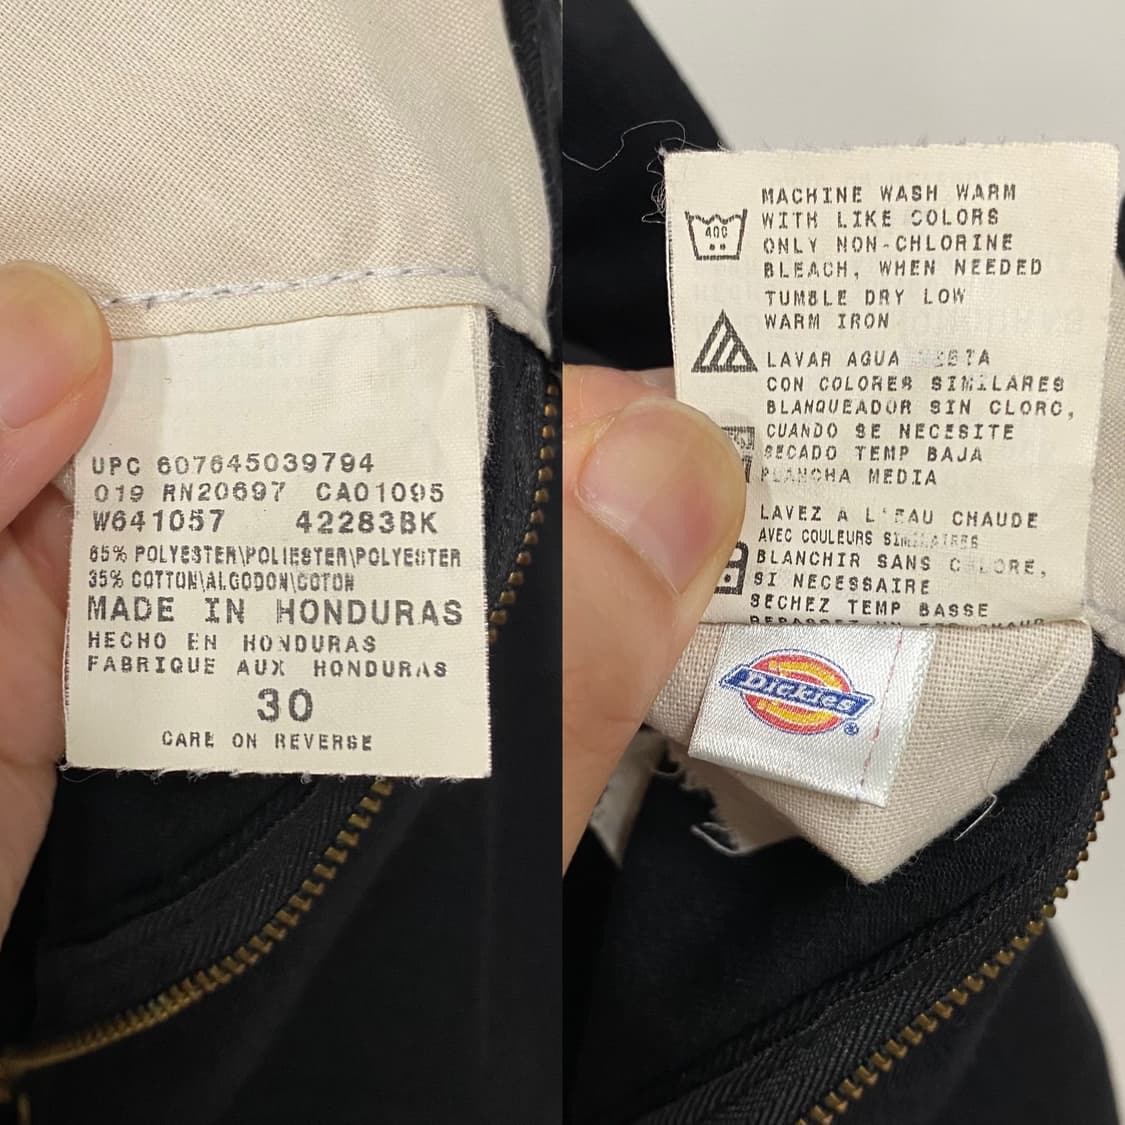 UPC 607645039794
019 RN20697 CA01095
W641057 42283BK
65% POLYESTER\POLIESTER\POLYESTER
35% COTTON\ALGODON\COTON
MADE IN HONDURAS
HECHO EN HONDURAS
FABRIQUE AUX HONDURAS
30
CARE ON REVERSE
40C
MACHINE WASH WARM
WITH LIKE COLORS
ONLY NON-CHLORINE
BLEACH, WHEN NEEDED
TUMBLE DRY LOW
WARM IRON
LAVAR AGUA
CON COLORES SIMILARES
BLANQUEADOR SIN CLORO,
CUANDO SE NECESITE
SECADO TEMP BAJA
PLANCHA MEDIA
LAVEZ A L'EAU CHAUDE
AVEC COULEURS SIMILAIRES
BLANCHIR SANS CHLORE,
SI NECESSAIRE
SECHEZ TEMP BASSE
Dickies®